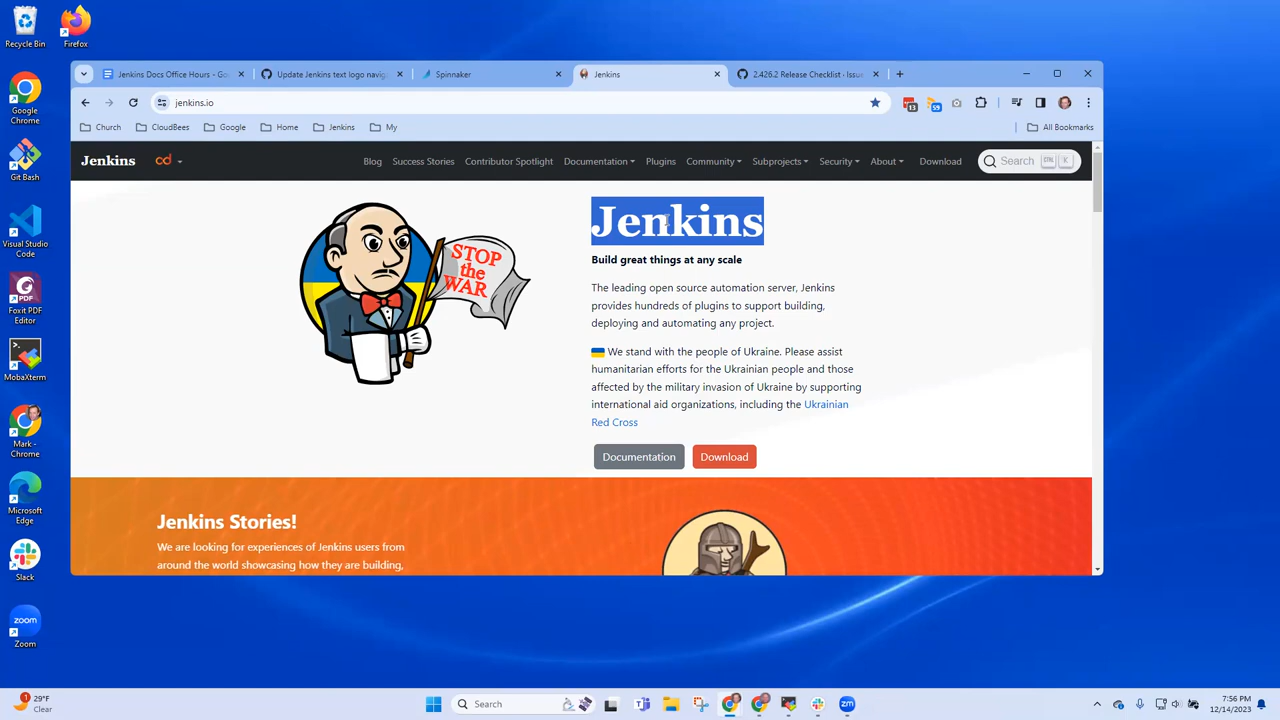 Recycle Bin
Firefox
Google Chrome
Git Bash
Visual Studio Code
Foxit PDF Editor
MobaXterm
Mark - Chrome
Microsoft Edge
Slack
Zoom
Jenkins Docs Office Hours - Go
Update Jenkins text logo navig
Spinnaker
Jenkins
2.426.2 Release Checklist · Issu
jenkins.io
13
59
Church
CloudBees
Google
Home
Jenkins
My
All Bookmarks
Jenkins
cd
Blog
Success Stories
Contributor Spotlight
Documentation
Plugins
Community
Subprojects
Security
About
Download
Search
CTRL K
STOP
the
WAR
Jenkins
Build great things at any scale
The leading open source automation server, Jenkins
provides hundreds of plugins to support building,
deploying and automating any project.
We stand with the people of Ukraine. Please assist
humanitarian efforts for the Ukrainian people and those
affected by the military invasion of Ukraine by supporting
international aid organizations, including the Ukrainian
Red Cross
Documentation
Download
Jenkins Stories!
We are looking for experiences of Jenkins users from
around the world showcasing how they are building,
1
29°F
Clear
Search
zm
7:56 PM
12/14/2023